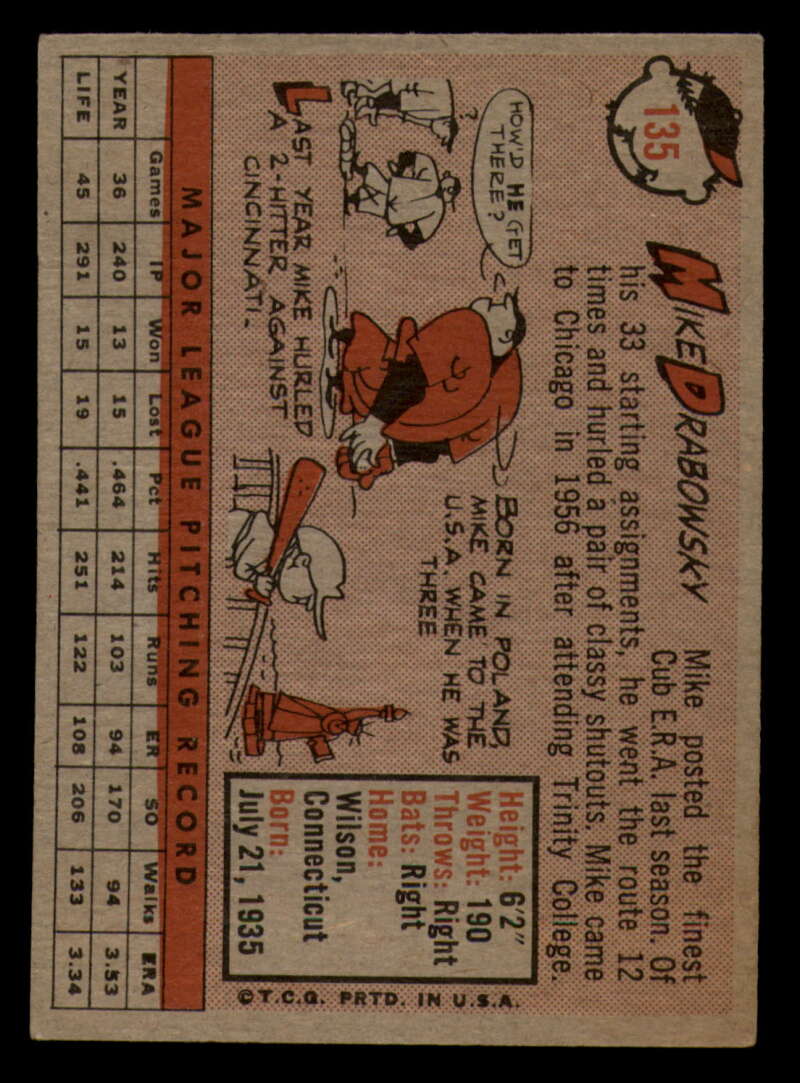 135
MIKE DRABOWSKY
Mike posted the finest
Cub E.R.A. last season. Of
his 33 starting assignments, he went the route 12
times and hurled a pair of classy shutouts. Mike came
to Chicago in 1956 after attending Trinity College.
HOW'D HE GET
THERE?
?
LAST YEAR MIKE HURLED
A 2-HITTER AGAINST
CINCINNATI.
BORN IN POLAND,
MIKE CAME TO THE
U.S.A. WHEN HE WAS
THREE
Height: 6'2"
Weight: 190
Throws: Right
Bats: Right
Home:
Wilson,
Connecticut
Born:
July 21, 1935
© T.C.G. PRTD. IN U.S.A.
MAJOR LEAGUE PITCHING RECORD
Games IP Won Lost Pct Hits Runs ER SO Walks ERA
YEAR 36 240 13 15 .464 214 103 94 170 94 3.53
LIFE 45 291 15 19 .441 251 122 108 206 133 3.34